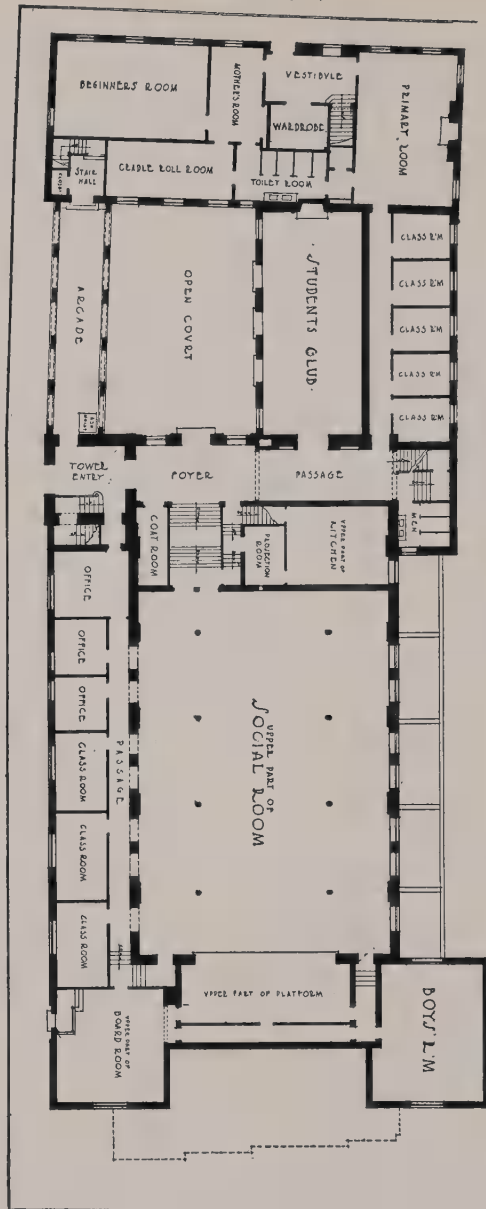 BEGINNERS ROOM
MOTHER'S ROOM
VESTIBULE
WARDROBE
PRIMARY ROOM
CRADLE ROLL ROOM
TOILET ROOM
STAIR
HALL
CLOSET
ARCADE
OPEN COURT
STUDENTS CLUB
CLASS R'M
CLASS R'M
CLASS R'M
CLASS RM
CLASS R'M
TOWER
ENTRY
FOYER
PASSAGE
COAT ROOM
PROJECTION
ROOM
UPPER PART OF
KITCHEN
MEN
OFFICE
OFFICE
OFFICE
PASSAGE
CLASS ROOM
CLASS ROOM
CLASS ROOM
UPPER PART OF
SOCIAL ROOM
UPPER PART OF PLATFORM
UPPER PART OF
BOARD ROOM
BOYS' R'M